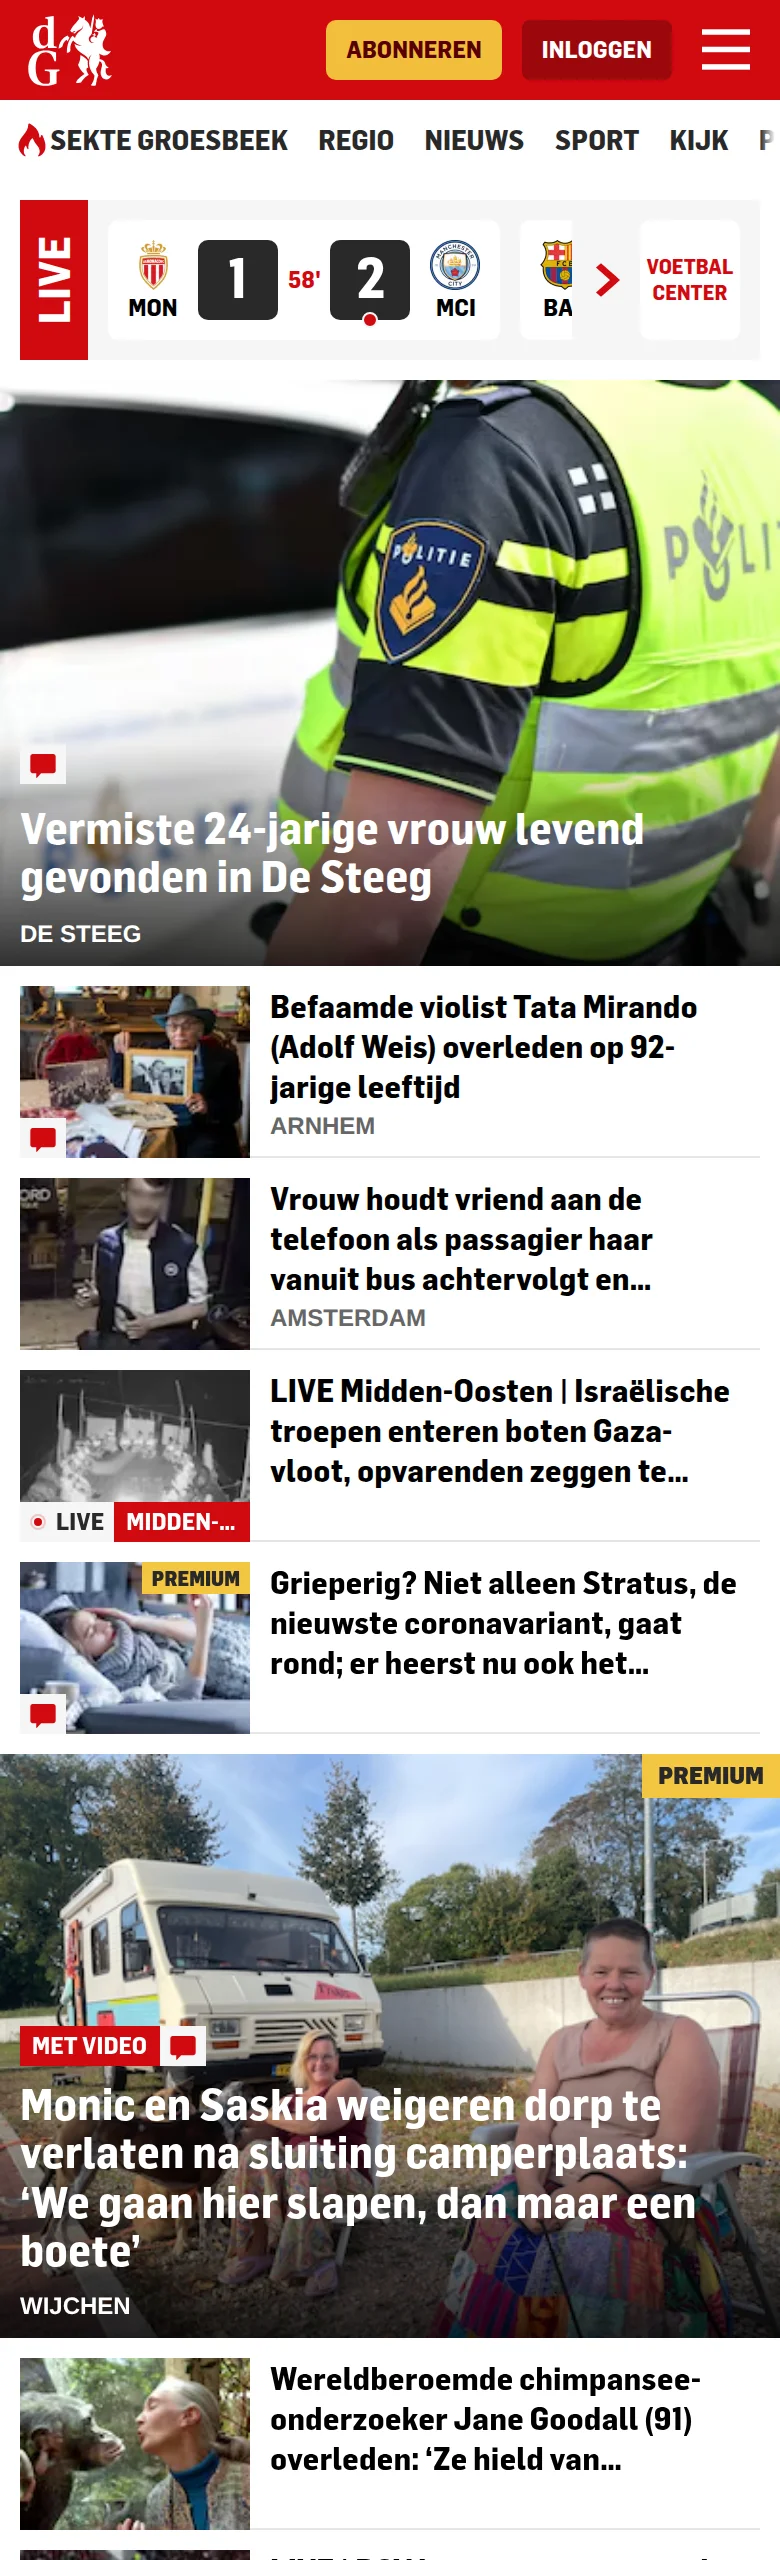 dG
ABONNEREN
INLOGGEN
SEKTE GROESBEEK REGIO NIEUWS SPORT KIJK P
LIVE
MON
1
58'
2
MCI
BA
VOETBAL
CENTER
POLITIE
POLIT
Vermiste 24-jarige vrouw levend
gevonden in De Steeg
DE STEEG
Befaamde violist Tata Mirando
(Adolf Weis) overleden op 92-
jarige leeftijd
ARNHEM
Vrouw houdt vriend aan de
telefoon als passagier haar
vanuit bus achtervolgt en...
AMSTERDAM
LIVE Midden-Oosten | Israëlische
troepen enteren boten Gaza-
vloot, opvarenden zeggen te...
LIVE MIDDEN-...
PREMIUM
Grieperig? Niet alleen Stratus, de
nieuwste coronavariant, gaat
rond; er heerst nu ook het...
PREMIUM
MET VIDEO
Monic en Saskia weigeren dorp te
verlaten na sluiting camperplaats:
‘We gaan hier slapen, dan maar een
boete’
WIJCHEN
Wereldberoemde chimpansee-
onderzoeker Jane Goodall (91)
overleden: ‘Ze hield van...